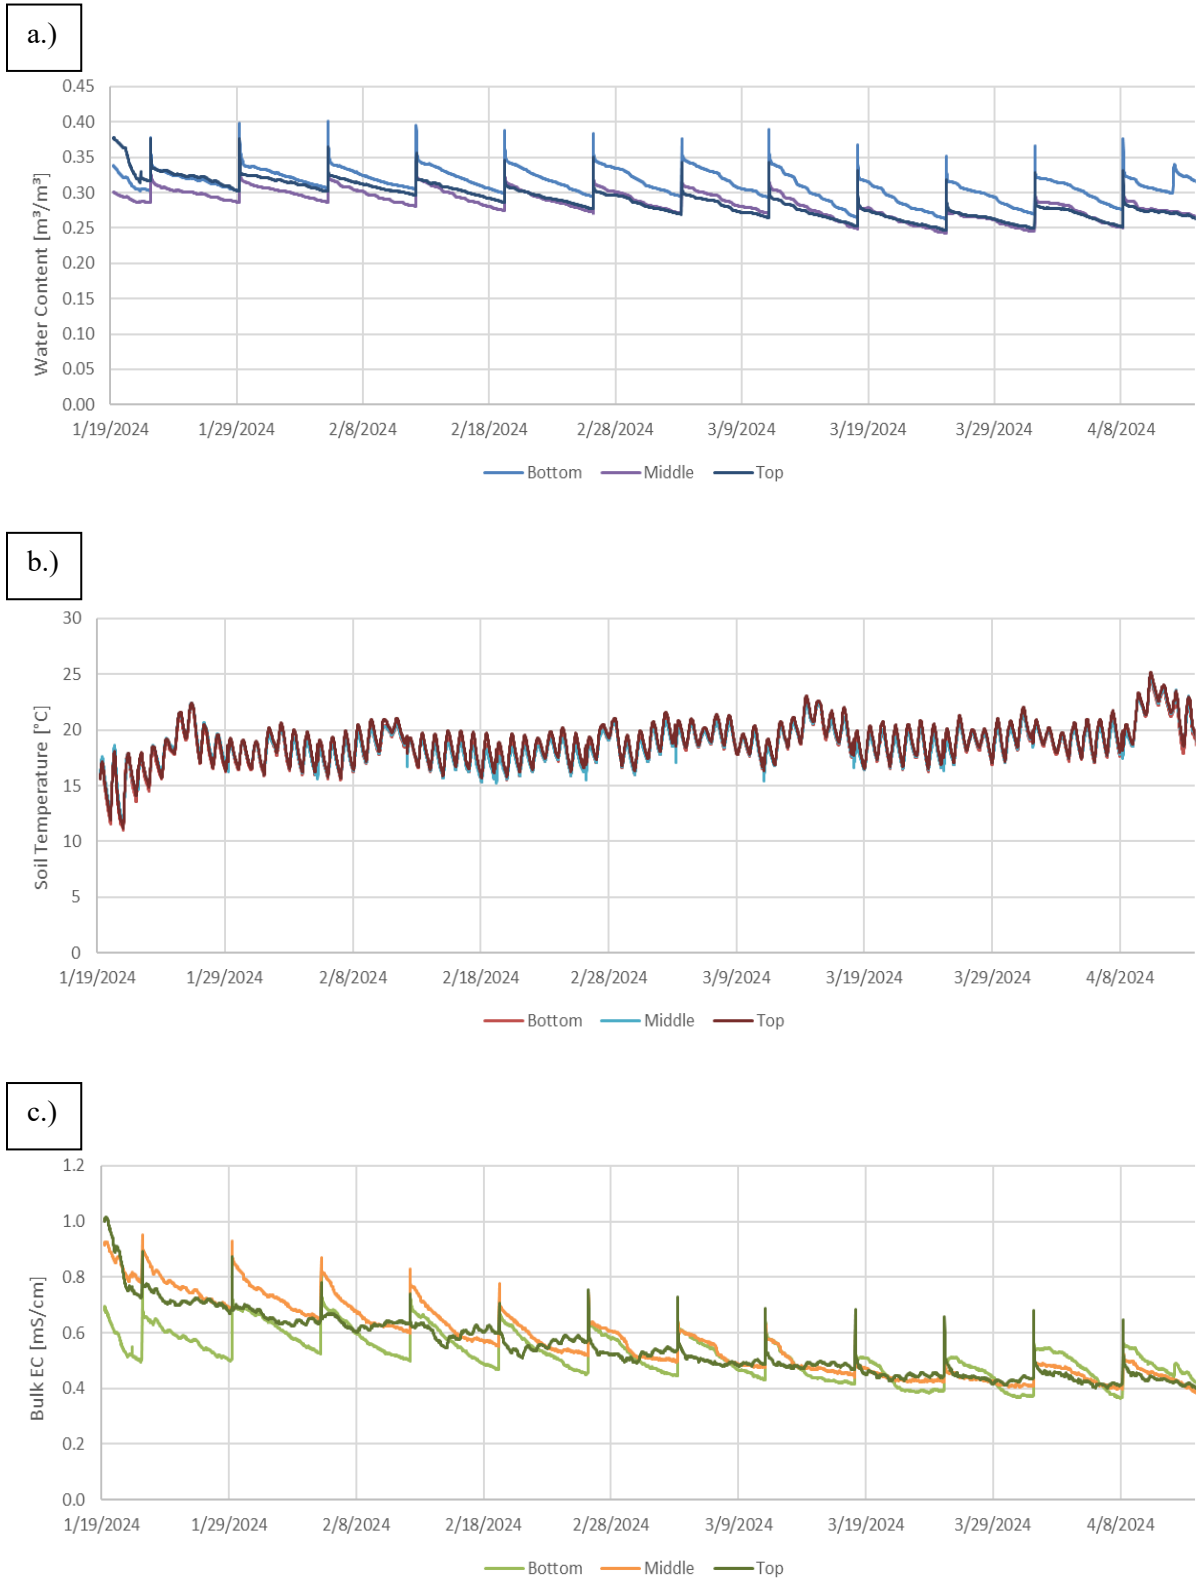 a.)
0.45
0.40
0.35
0.30
0.25
0.20
0.15
0.10
0.05
0.00
Water Content [m³/m³]
1/19/2024 1/29/2024 2/8/2024 2/18/2024 2/28/2024 3/9/2024 3/19/2024 3/29/2024 4/8/2024
Bottom Middle Top
b.)
30
25
20
15
10
5
0
Soil Temperature [°C]
1/19/2024 1/29/2024 2/8/2024 2/18/2024 2/28/2024 3/9/2024 3/19/2024 3/29/2024 4/8/2024
Bottom Middle Top
c.)
1.2
1.0
0.8
0.6
0.4
0.2
0.0
Bulk EC [mS/cm]
1/19/2024 1/29/2024 2/8/2024 2/18/2024 2/28/2024 3/9/2024 3/19/2024 3/29/2024 4/8/2024
Bottom Middle Top